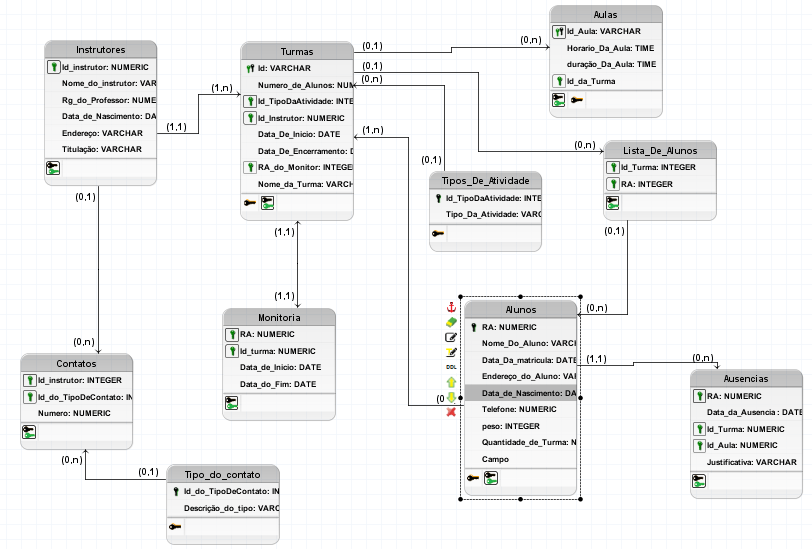 Instrutores
Id_instrutor: NUMERIC
Nome_do_instrutor: VAR
Rg_do_Professor: NUME
Data_de_Nascimento: DA
Endereço: VARCHAR
Titulação: VARCHAR
(1,1)
(1,n)
(0,1)
(0,n)
Turmas
Id: VARCHAR
Numero_de_Alunos: NUM
Id_TipoDaAtividade: INTE
Id_Instrutor: NUMERIC
Data_De_Inicio: DATE
Data_De_Encerramento: D
RA_do_Monitor: INTEGE
Nome_da_Turma: VARCH
(0,1)
(0,n)
(0,1)
(0,n)
(0,n)
(0,1)
(1,n)
(1,1)
(1,1)
Aulas
Id_Aula: VARCHAR
Horario_Da_Aula: TIME
duração_Da_Aula: TIME
Id_da_Turma
Lista_De_Alunos
Id_Turma: INTEGER
RA: INTEGER
(0,1)
(0,n)
Tipos_De_Atividade
Id_TipoDaAtividade: INTE
Tipo_Da_Atividade: VARC
Monitoria
RA: NUMERIC
Id_turma: NUMERIC
Data_de_Inicio: DATE
Data_do_Fim: DATE
Alunos
RA: NUMERIC
Nome_Do_Aluno: VARCI
Data_Da_matricula: DATE
Endereço_do_Aluno: VAI
Data_de_Nascimento: DA
Telefone: NUMERIC
peso: INTEGER
Quantidade_de_Turma: N
Campo
DDL
(0
(1,1)
(0,n)
Ausencias
RA: NUMERIC
Data_da_Ausencia : DATE
Id_Turma: NUMERIC
Id_Aula: NUMERIC
Justificativa: VARCHAR
Contatos
Id_instrutor: INTEGER
Id_do_TipoDeContato: IN
Numero: NUMERIC
(0,n)
(0,1)
Tipo_do_contato
Id_do_TipoDeContato: IN
Descrição_do_tipo: VARC